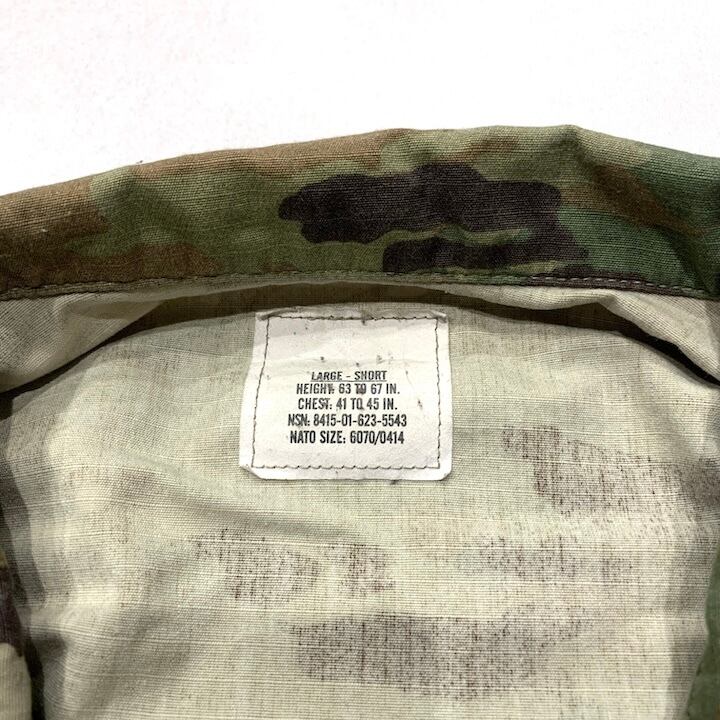 LARGE - SHORT
HEIGHT: 63 TO 67 IN.
CHEST: 41 TO 45 IN.
NSN: 8415-01-623-5543
NATO SIZE: 6070/0414